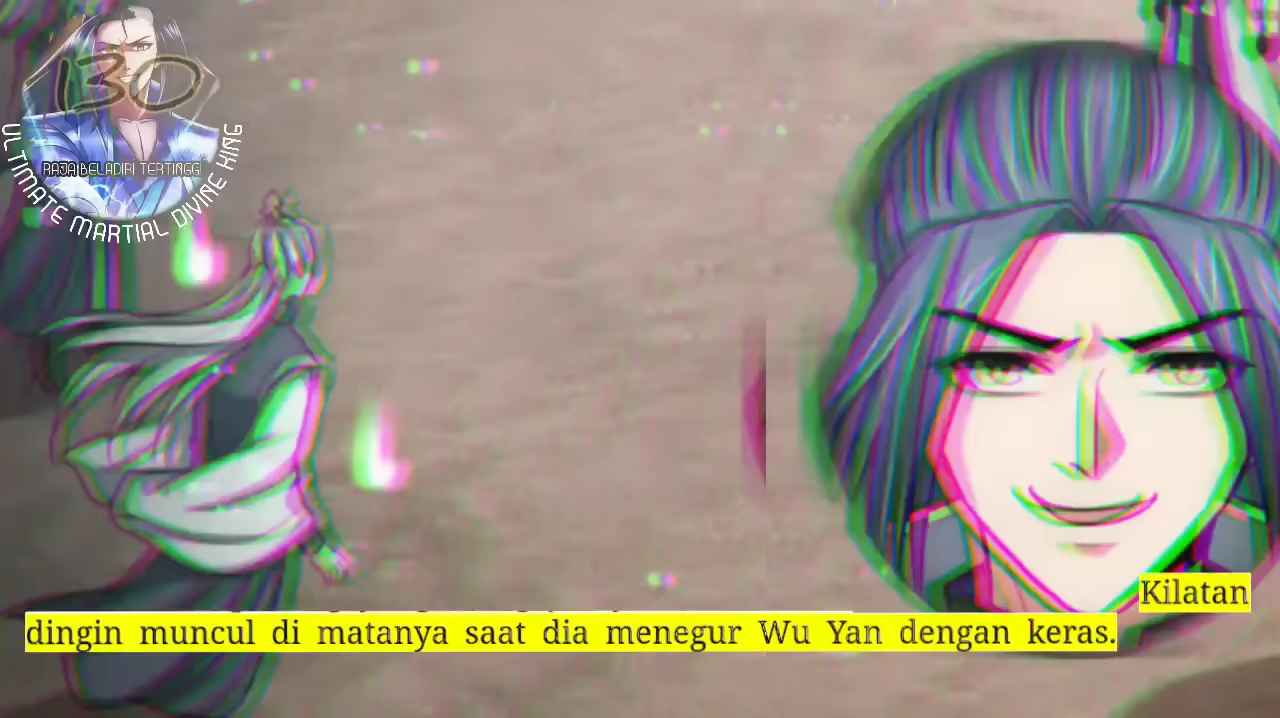 130
RAJA BELADIRI TERTINGGI
ULTIMATE MARTIAL DIVINE KING
Kilatan
dingin muncul di matanya saat dia menegur Wu Yan dengan keras.